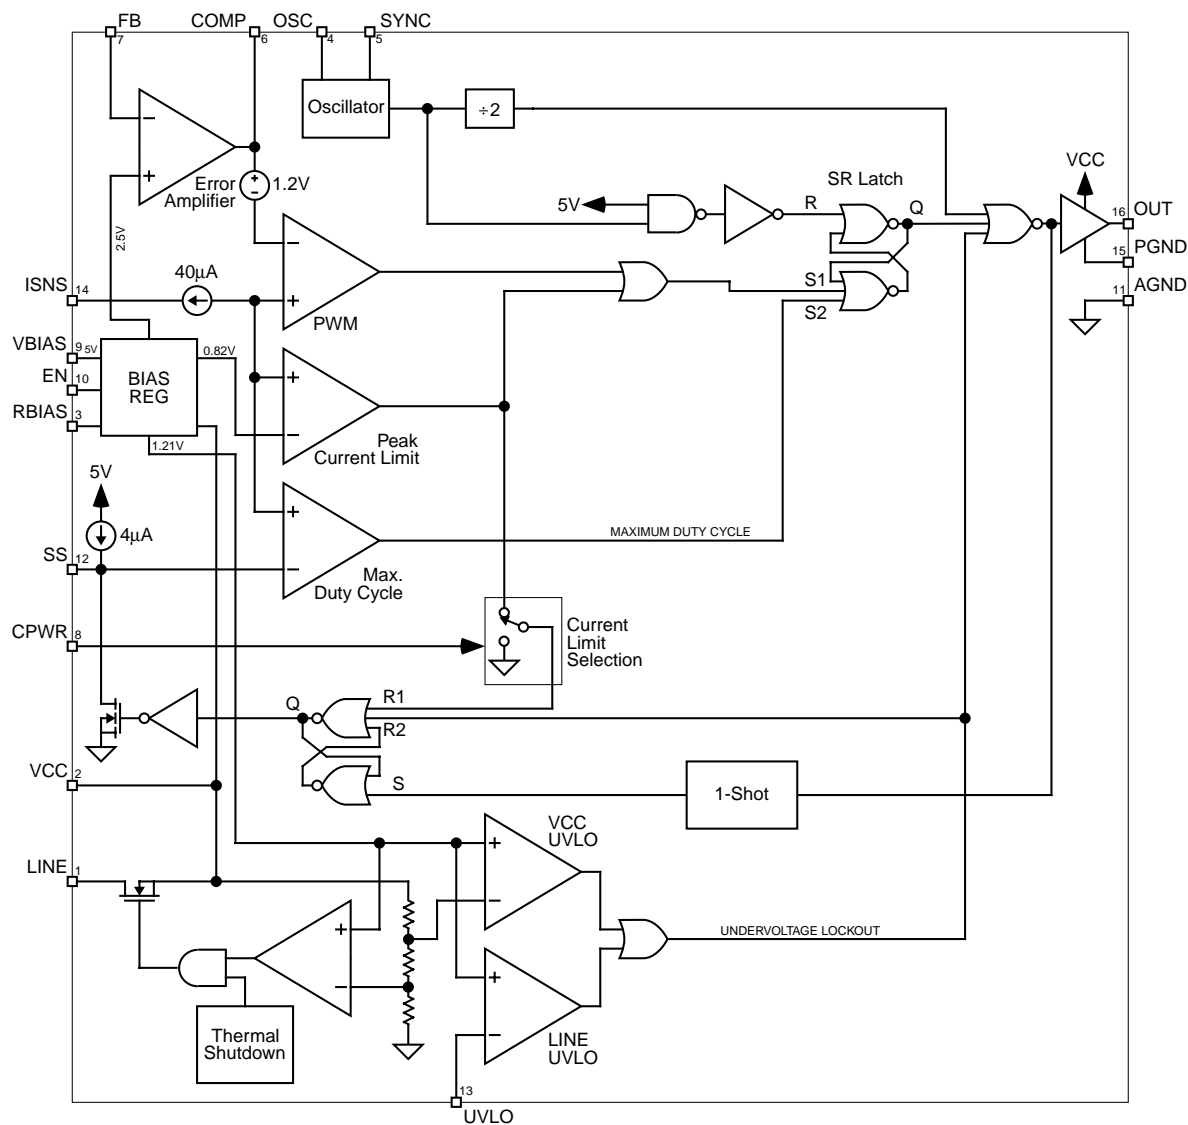 FB
COMP
OSC
SYNC
7
6
4
5
Oscillator
÷2
VCC
Error
Amplifier
1.2V
SR Latch
5V
R
Q
16
OUT
15
PGND
2.5V
ISNS
14
40µA
PWM
S1
S2
11
AGND
VBIAS
9
5V
0.82V
EN
10
BIAS
REG
RBIAS
3
1.21V
Peak
Current Limit
5V
4µA
MAXIMUM DUTY CYCLE
SS
12
Max.
Duty Cycle
CPWR
8
Current
Limit
Selection
Q
R1
R2
VCC
2
S
1-Shot
VCC
UVLO
LINE
1
UNDERVOLTAGE LOCKOUT
Thermal
Shutdown
LINE
UVLO
13
UVLO